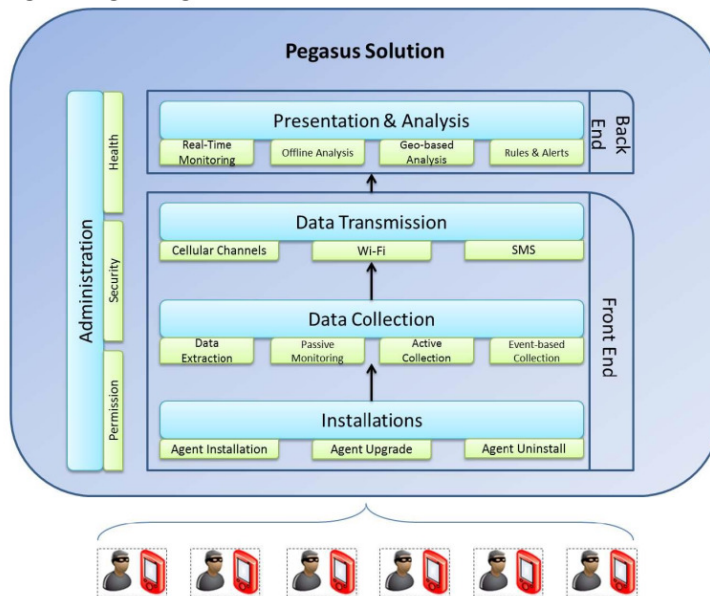 Pegasus Solution
Administration
Health
Security
Permission
Presentation & Analysis
Real-Time
Monitoring
Offline Analysis
Geo-based
Analysis
Rules & Alerts
Back
End
Data Transmission
Cellular Channels
Wi-Fi
SMS
Data Collection
Data
Extraction
Passive
Monitoring
Active
Collection
Event-based
Collection
Installations
Agent Installation
Agent Upgrade
Agent Uninstall
Front End